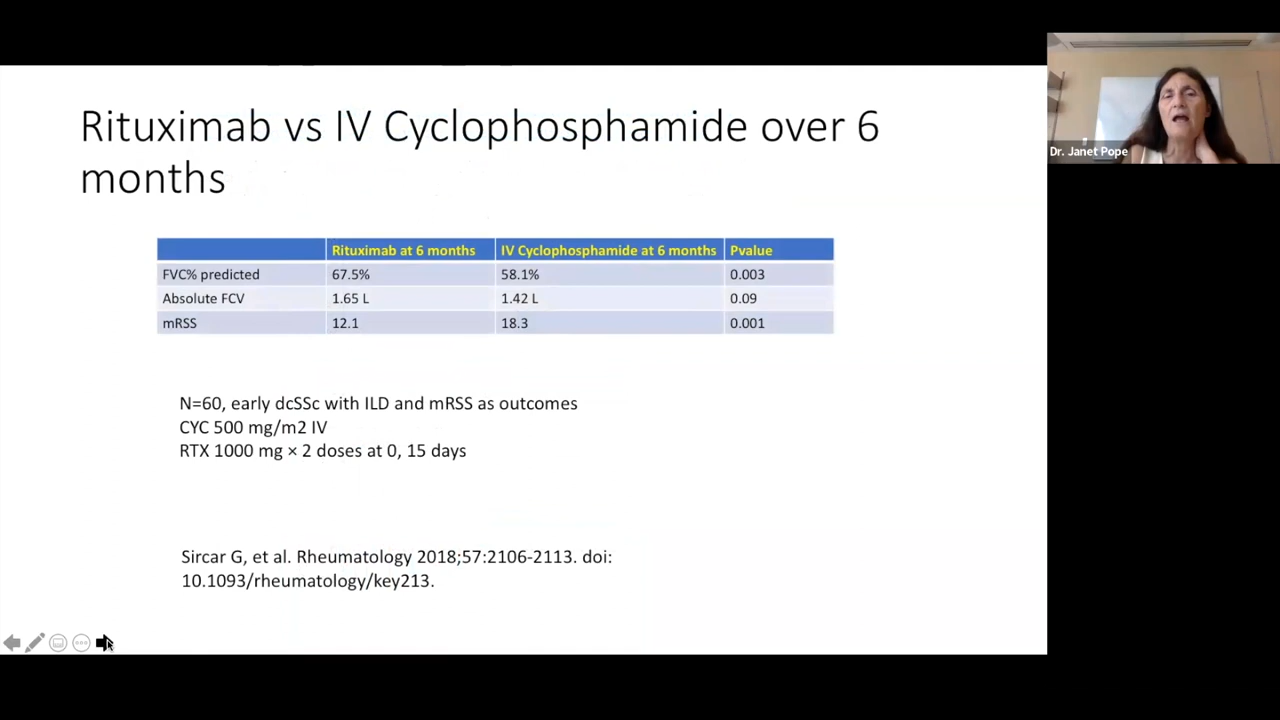 Rituximab vs IV Cyclophosphamide over 6
months
Rituximab at 6 months IV Cyclophosphamide at 6 months Pvalue
FVC% predicted 67.5% 58.1% 0.003
Absolute FCV 1.65 L 1.42 L 0.09
mRSS 12.1 18.3 0.001
N=60, early dcSSc with ILD and mRSS as outcomes
CYC 500 mg/m2 IV
RTX 1000 mg × 2 doses at 0, 15 days
Sircar G, et al. Rheumatology 2018;57:2106-2113. doi:
10.1093/rheumatology/key213.
Dr. Janet Pope